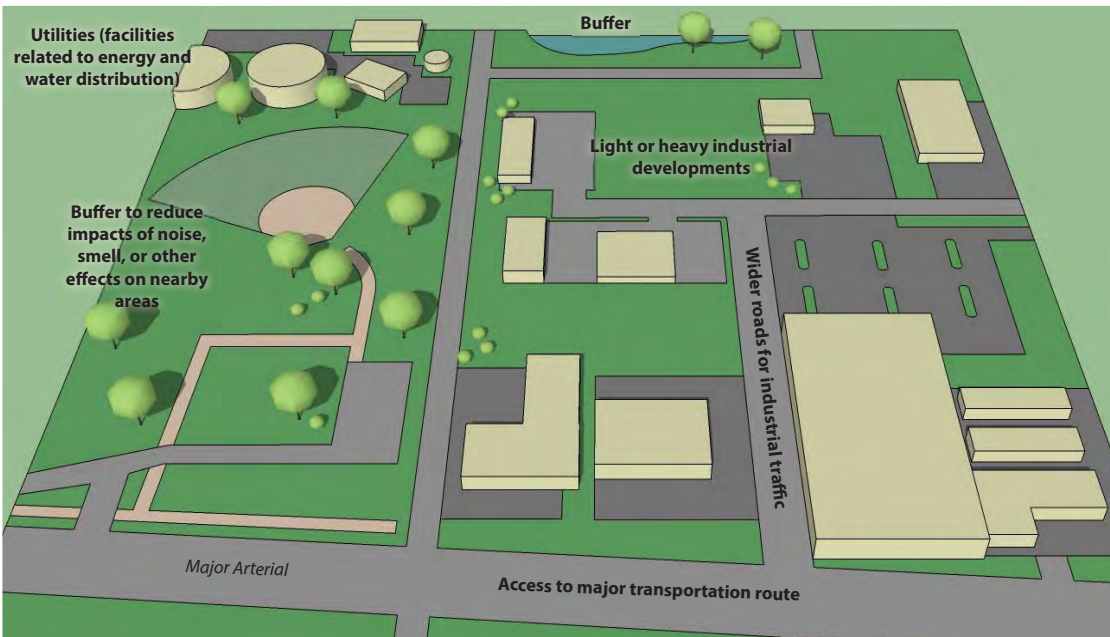 Utilities (facilities
related to energy and
water distribution)
Buffer
Light or heavy industrial
developments
Buffer to reduce
impacts of noise,
smell, or other
effects on nearby
areas
Wider roads for industrial traffic
Major Arterial
Access to major transportation route